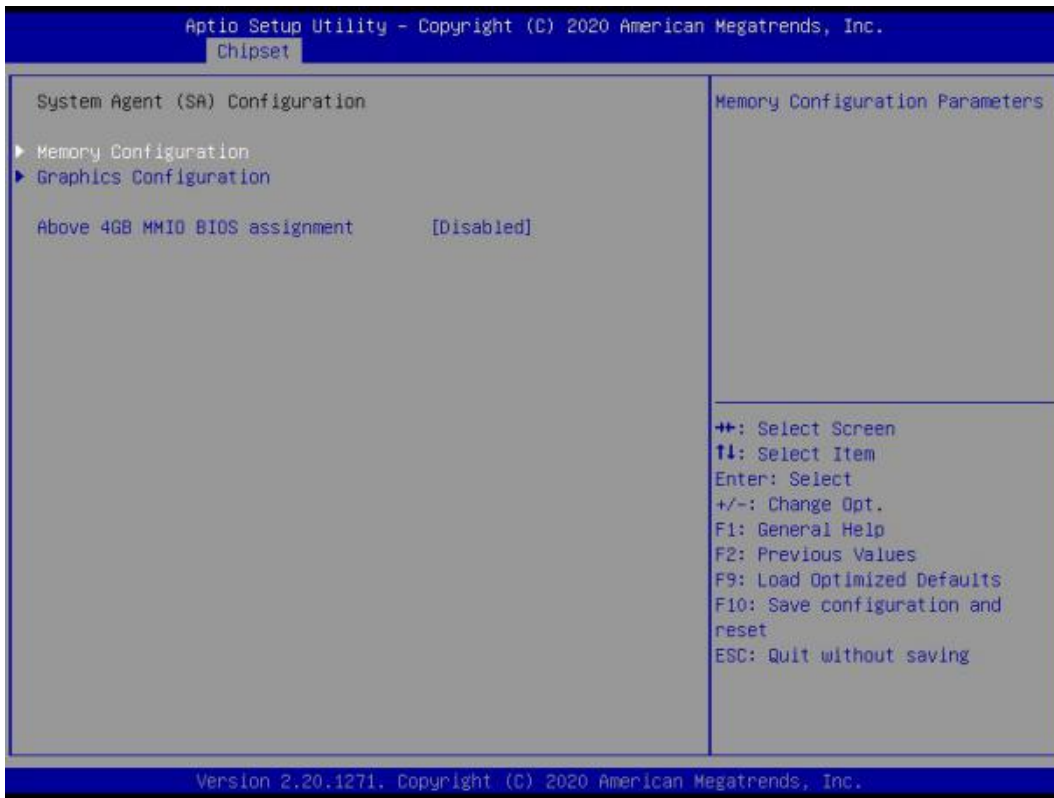 Aptio Setup Utility – Copyright (C) 2020 American Megatrends, Inc.
Chipset
System Agent (SA) Configuration
Memory Configuration
Graphics Configuration
Above 4GB MMIO BIOS assignment [Disabled]
Memory Configuration Parameters
→←: Select Screen
↑↓: Select Item
Enter: Select
+/-: Change Opt.
F1: General Help
F2: Previous Values
F9: Load Optimized Defaults
F10: Save configuration and
reset
ESC: Quit without saving
Version 2.20.1271. Copyright (C) 2020 American Megatrends, Inc.